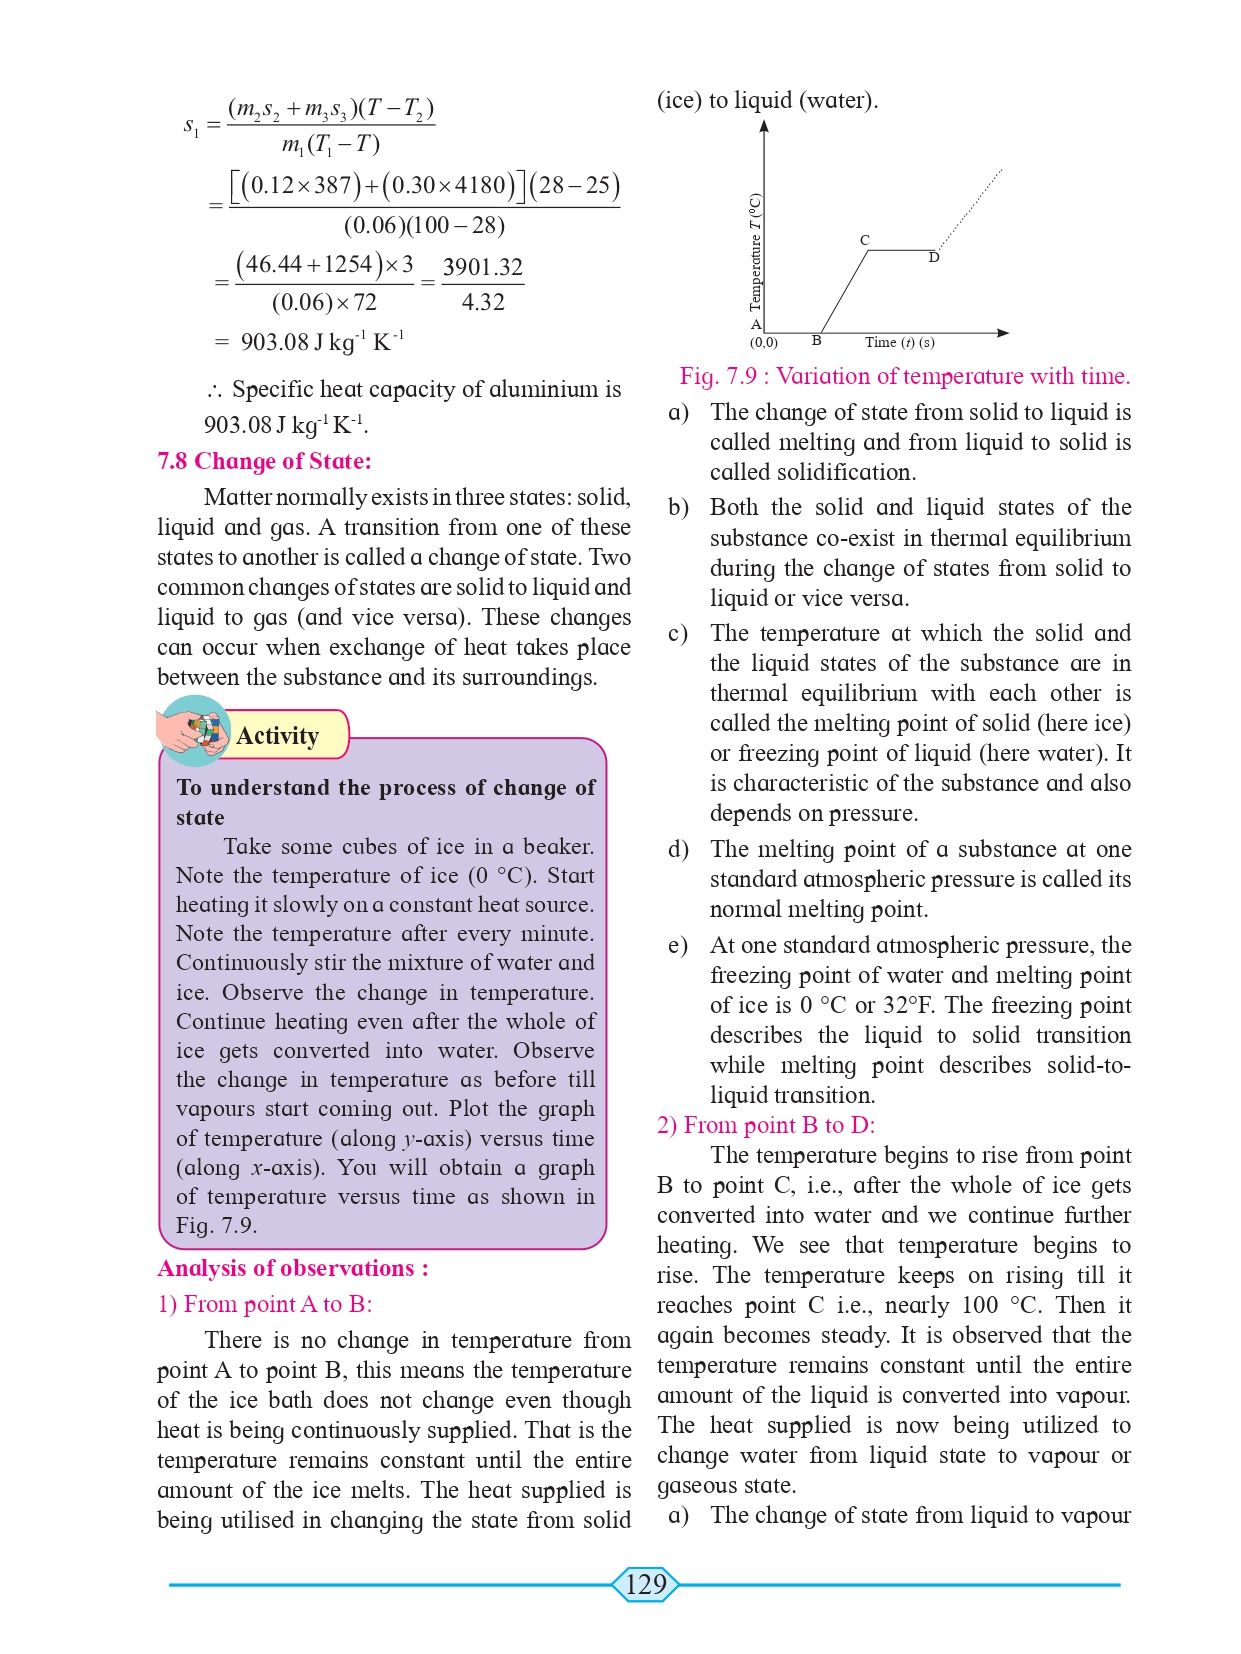 s₁ = (m₂s₂ + m₃s₃)(T − T₂) / m₁(T₁ − T)
= [(0.12×387)+(0.30×4180)](28−25) / (0.06)(100−28)
= (46.44+1254)×3 / (0.06)×72 = 3901.32 / 4.32
= 903.08 J kg⁻¹ K⁻¹
∴ Specific heat capacity of aluminium is
903.08 J kg⁻¹ K⁻¹.
7.8 Change of State:
Matter normally exists in three states: solid,
liquid and gas. A transition from one of these
states to another is called a change of state. Two
common changes of states are solid to liquid and
liquid to gas (and vice versa). These changes
can occur when exchange of heat takes place
between the substance and its surroundings.
Activity
To understand the process of change of
state
Take some cubes of ice in a beaker.
Note the temperature of ice (0 °C). Start
heating it slowly on a constant heat source.
Note the temperature after every minute.
Continuously stir the mixture of water and
ice. Observe the change in temperature.
Continue heating even after the whole of
ice gets converted into water. Observe
the change in temperature as before till
vapours start coming out. Plot the graph
of temperature (along y-axis) versus time
(along x-axis). You will obtain a graph
of temperature versus time as shown in
Fig. 7.9.
Analysis of observations :
1) From point A to B:
There is no change in temperature from
point A to point B, this means the temperature
of the ice bath does not change even though
heat is being continuously supplied. That is the
temperature remains constant until the entire
amount of the ice melts. The heat supplied is
being utilised in changing the state from solid
(ice) to liquid (water).
Temperature T (⁰C)
C
D
A
(0,0)
B
Time (t) (s)
Fig. 7.9 : Variation of temperature with time.
a) The change of state from solid to liquid is
called melting and from liquid to solid is
called solidification.
b) Both the solid and liquid states of the
substance co-exist in thermal equilibrium
during the change of states from solid to
liquid or vice versa.
c) The temperature at which the solid and
the liquid states of the substance are in
thermal equilibrium with each other is
called the melting point of solid (here ice)
or freezing point of liquid (here water). It
is characteristic of the substance and also
depends on pressure.
d) The melting point of a substance at one
standard atmospheric pressure is called its
normal melting point.
e) At one standard atmospheric pressure, the
freezing point of water and melting point
of ice is 0 °C or 32°F. The freezing point
describes the liquid to solid transition
while melting point describes solid-to-
liquid transition.
2) From point B to D:
The temperature begins to rise from point
B to point C, i.e., after the whole of ice gets
converted into water and we continue further
heating. We see that temperature begins to
rise. The temperature keeps on rising till it
reaches point C i.e., nearly 100 °C. Then it
again becomes steady. It is observed that the
temperature remains constant until the entire
amount of the liquid is converted into vapour.
The heat supplied is now being utilized to
change water from liquid state to vapour or
gaseous state.
a) The change of state from liquid to vapour
129